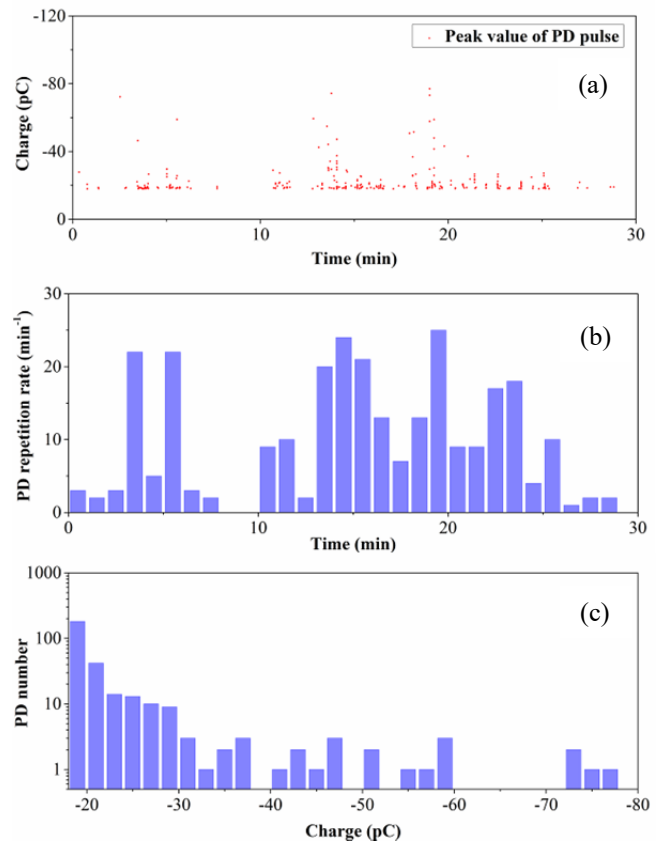 -120
-80
-40
0
Charge (pC)
Peak value of PD pulse
(a)
0
10
20
30
Time (min)
30
20
10
0
PD repetition rate (min⁻¹)
(b)
0
10
20
30
Time (min)
1000
100
10
1
PD number
(c)
-20
-30
-40
-50
-60
-70
-80
Charge (pC)